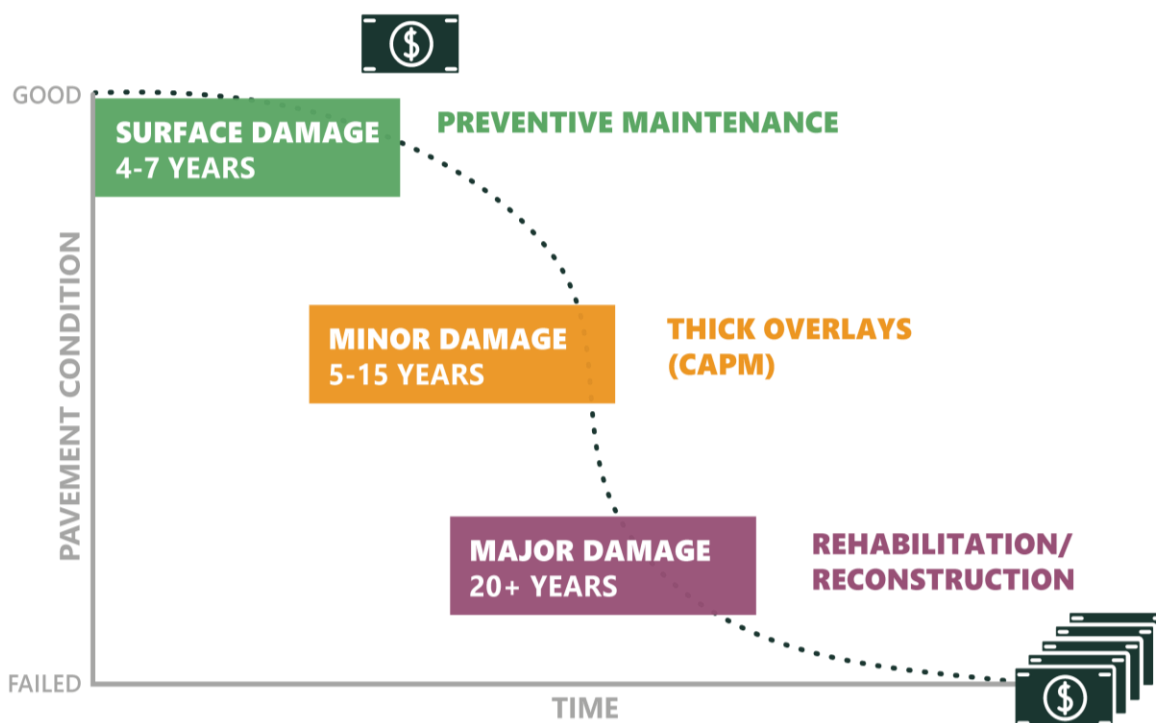 $
GOOD
SURFACE DAMAGE
4-7 YEARS
PREVENTIVE MAINTENANCE
PAVEMENT CONDITION
MINOR DAMAGE
5-15 YEARS
THICK OVERLAYS
(CAPM)
MAJOR DAMAGE
20+ YEARS
REHABILITATION/
RECONSTRUCTION
FAILED
TIME
$